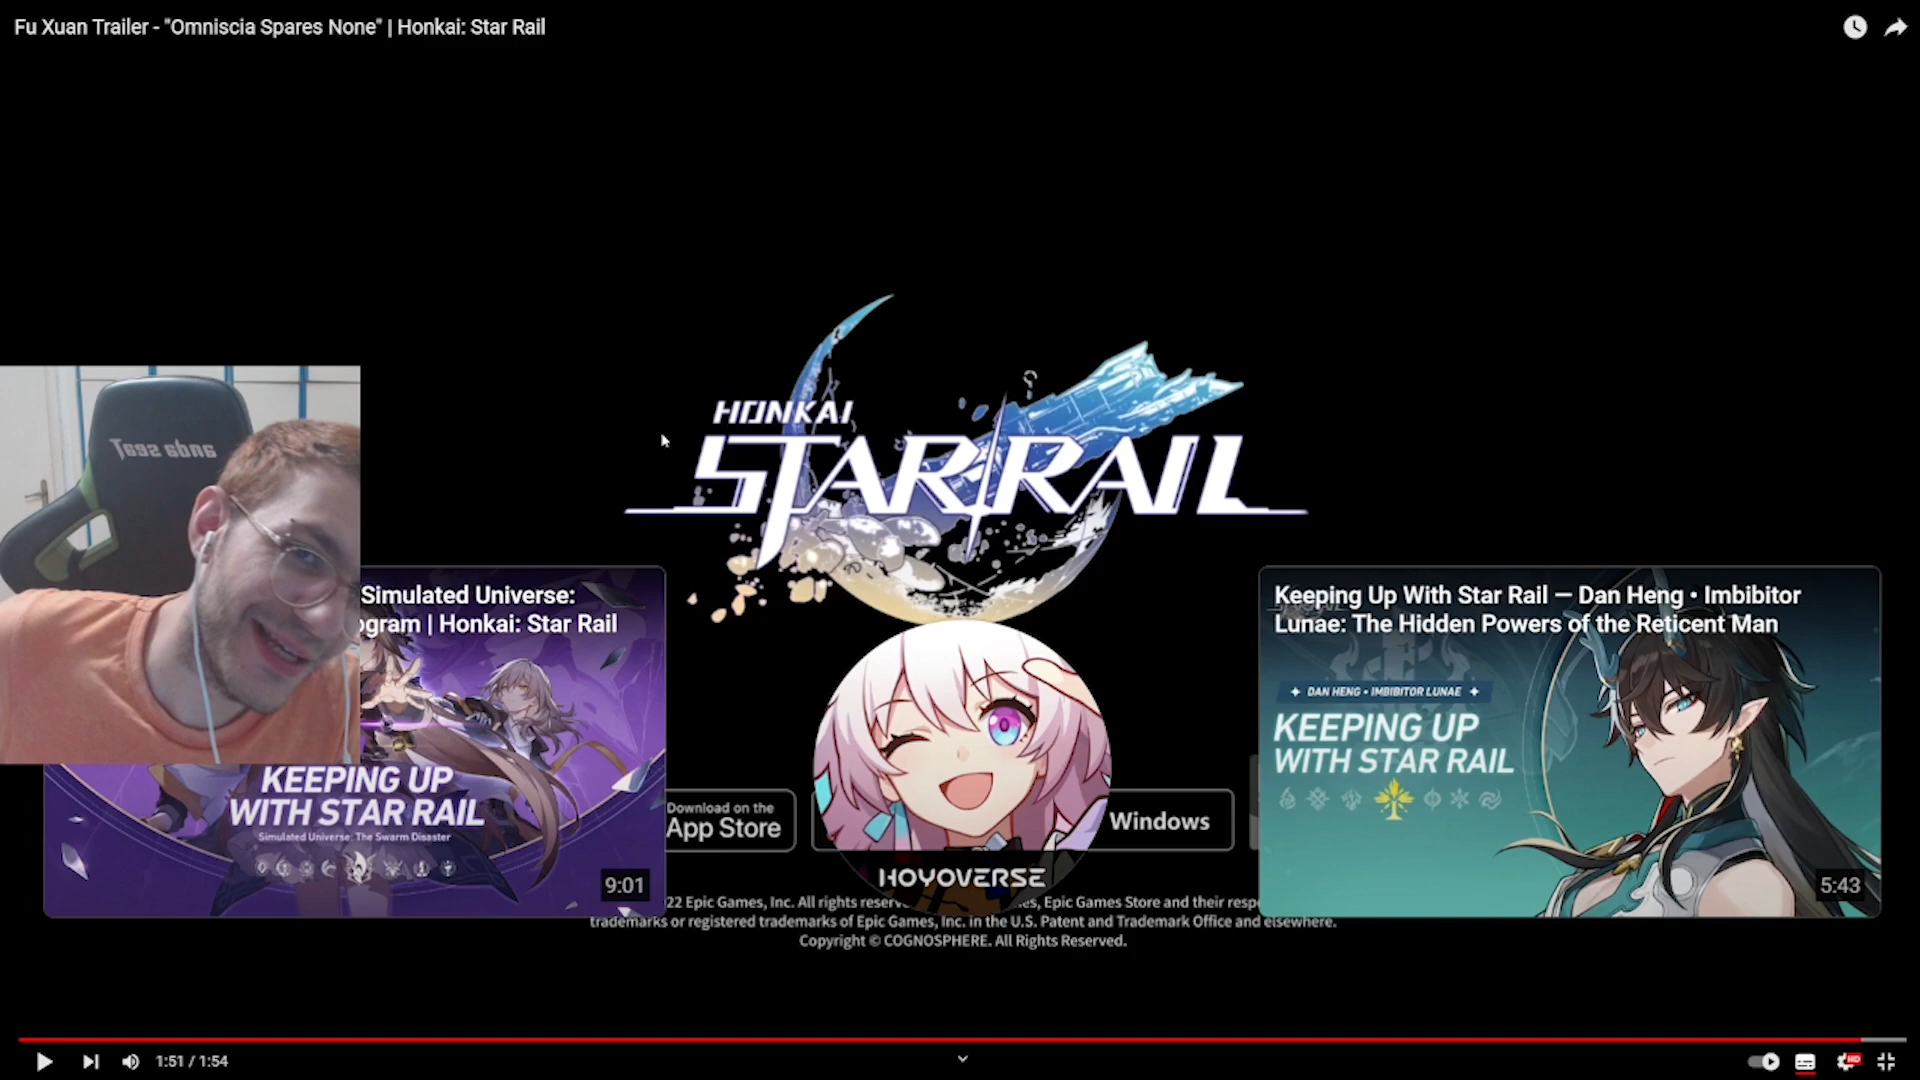 Fu Xuan Trailer - "Omniscia Spares None" | Honkai: Star Rail
HONKAI
STAR RAIL
Simulated Universe:
ogram | Honkai: Star Rail
KEEPING UP
WITH STAR RAIL
Simulated Universe: The Swarm Disaster
9:01
Download on the
App Store
Windows
HOYOVERSE
Keeping Up With Star Rail — Dan Heng • Imbibitor
Lunae: The Hidden Powers of the Reticent Man
DAN HENG • IMBIBITOR LUNAE
KEEPING UP
WITH STAR RAIL
5:43
22 Epic Games, Inc. All rights reserv es, Epic Games Store and their resp
trademarks or registered trademarks of Epic Games, Inc. in the U.S. Patent and Trademark Office and elsewhere.
Copyright © COGNOSPHERE. All Rights Reserved.
1:51 / 1:54
HD